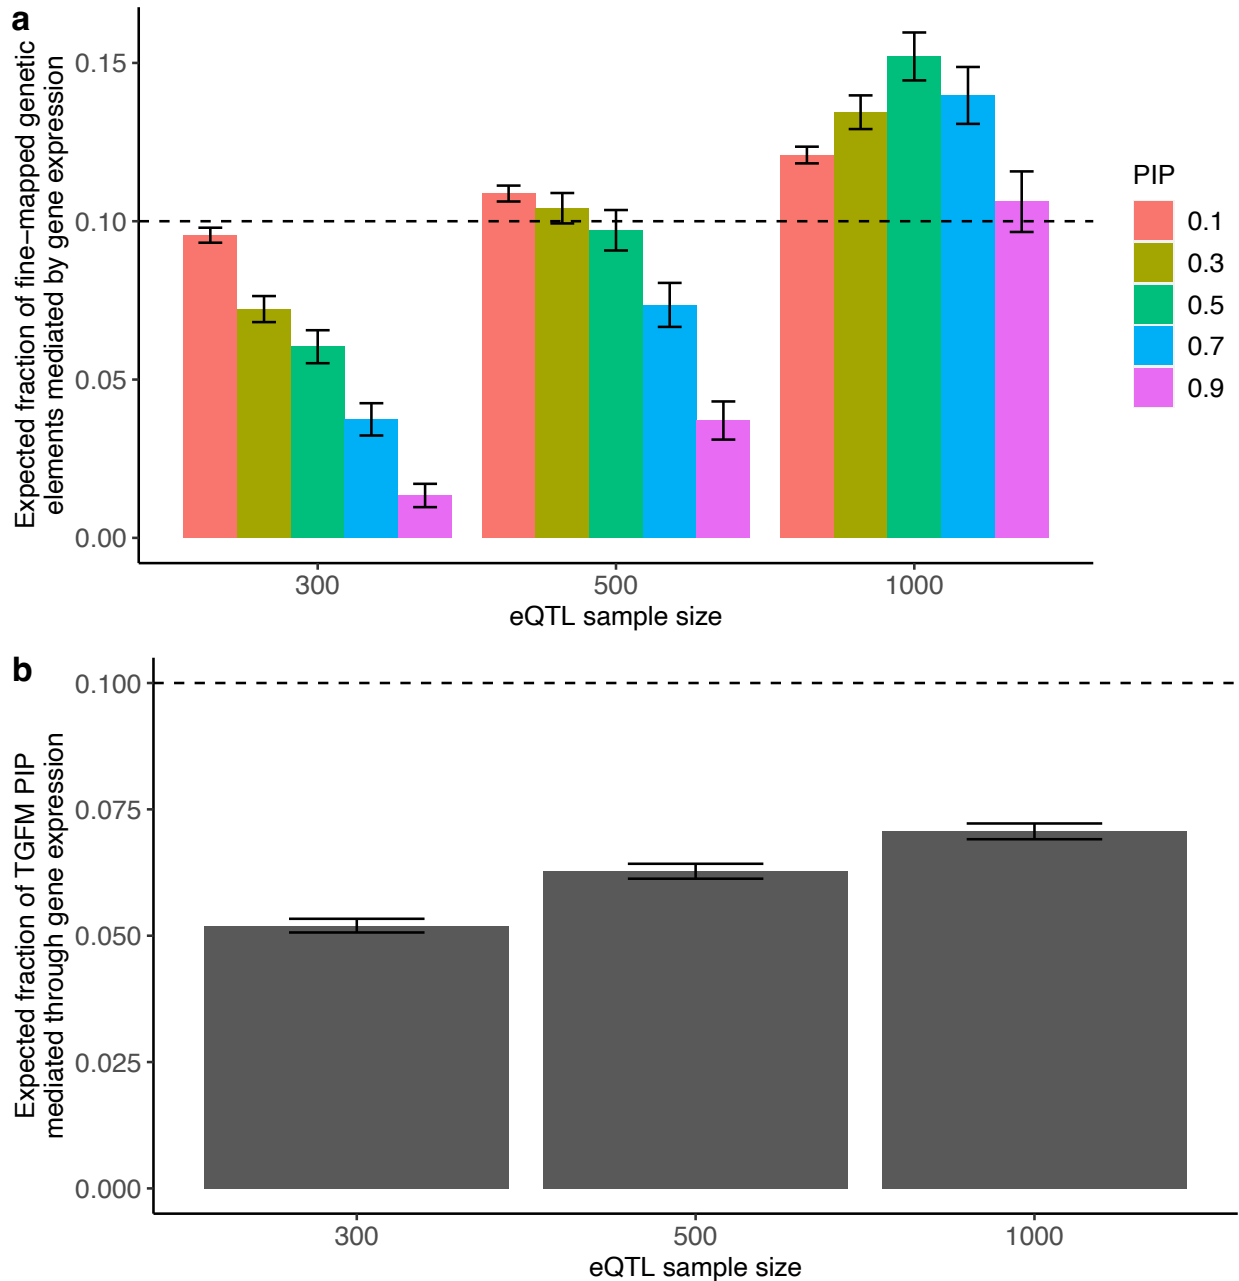 a
Expected fraction of fine−mapped genetic
elements mediated by gene expression
0.15
0.10
0.05
0.00
300
500
1000
eQTL sample size
PIP
0.1
0.3
0.5
0.7
0.9
b
Expected fraction of TGFM PIP
mediated through gene expression
0.100
0.075
0.050
0.025
0.000
300
500
1000
eQTL sample size